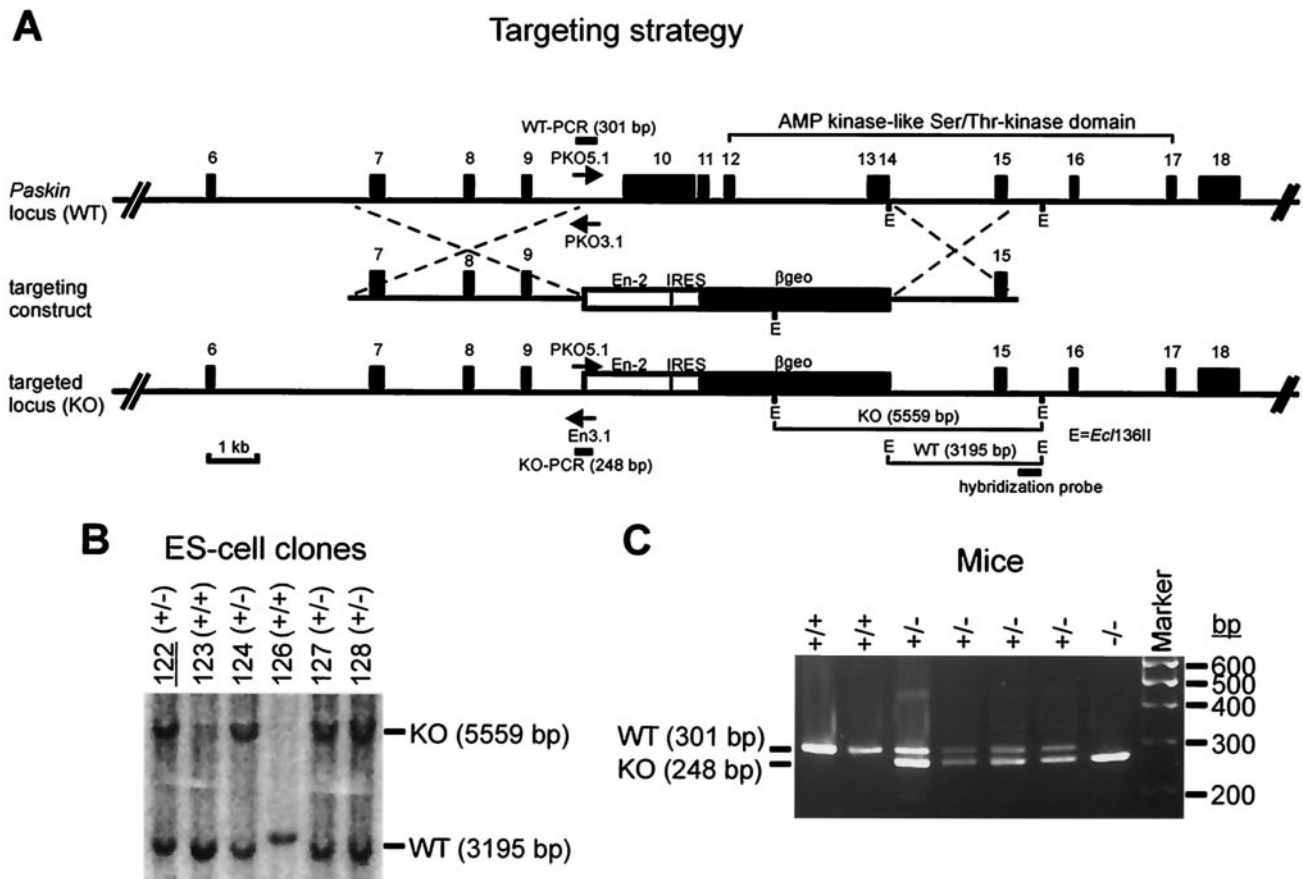 A
Targeting strategy
WT-PCR (301 bp)
AMP kinase-like Ser/Thr-kinase domain
6 7 8 9 PKO5.1 10 11 12 13 14 15 16 17 18
Paskin
locus (WT)
E E
PKO3.1
7 8 9 15
En-2 IRES βgeo
targeting
construct
E
6 7 8 9 PKO5.1 En-2 IRES βgeo 15 16 17 18
targeted
locus (KO)
E E
KO (5559 bp)
En3.1
E=Ecl136II
1 kb
KO-PCR (248 bp)
E WT (3195 bp) E
hybridization probe
B
ES-cell clones
122 (+/-)
123 (+/+)
124 (+/-)
126 (+/+)
127 (+/-)
128 (+/-)
KO (5559 bp)
WT (3195 bp)
C
Mice
+/+ +/+ +/- +/- +/- +/- -/- Marker
bp
600
500
400
300
200
WT (301 bp)
KO (248 bp)